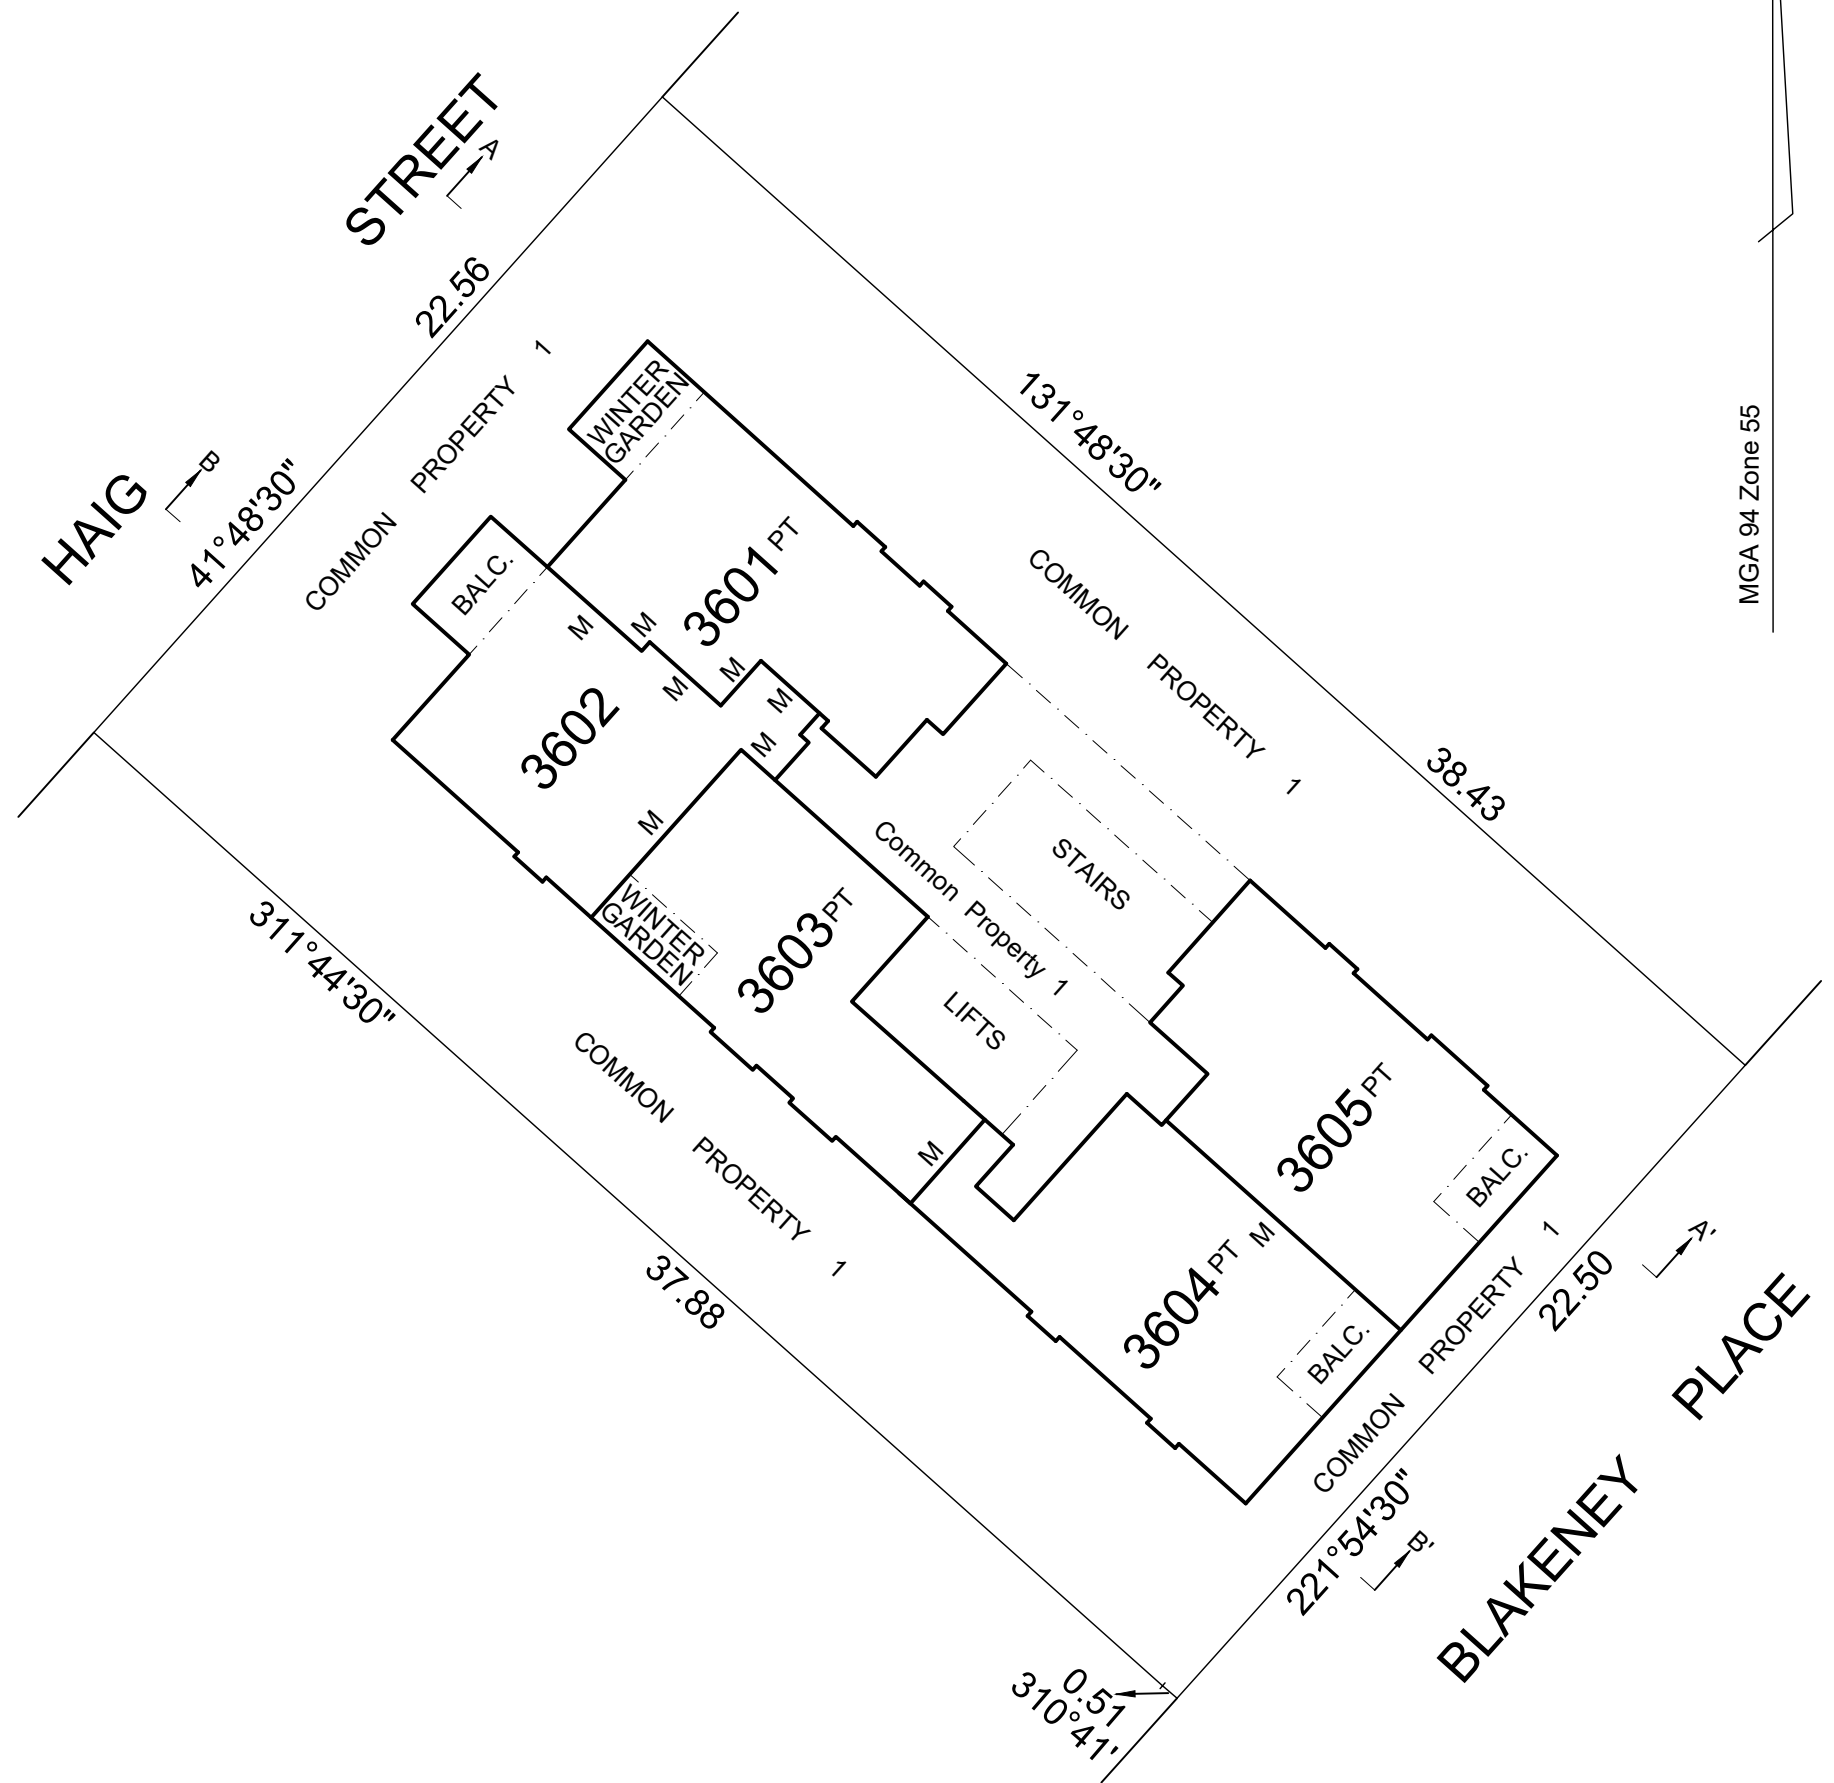 HAIG STREET
A
B
22.56
41°48'30"
COMMON PROPERTY 1
WINTER
GARDEN
131°48'30"
38.43
MGA 94 Zone 55
COMMON PROPERTY 1
BALC.
3601 PT
M
M
M
M
M
M
3602
M
STAIRS
Common Property 1
LIFTS
WINTER
GARDEN
3603 PT
M
311°44'30"
37.88
COMMON PROPERTY 1
3605 PT
BALC.
3604 PT
M
BALC.
COMMON PROPERTY 1
22.50
221°54'30"
A'
B'
BLAKENEY PLACE
0.51
310°41'